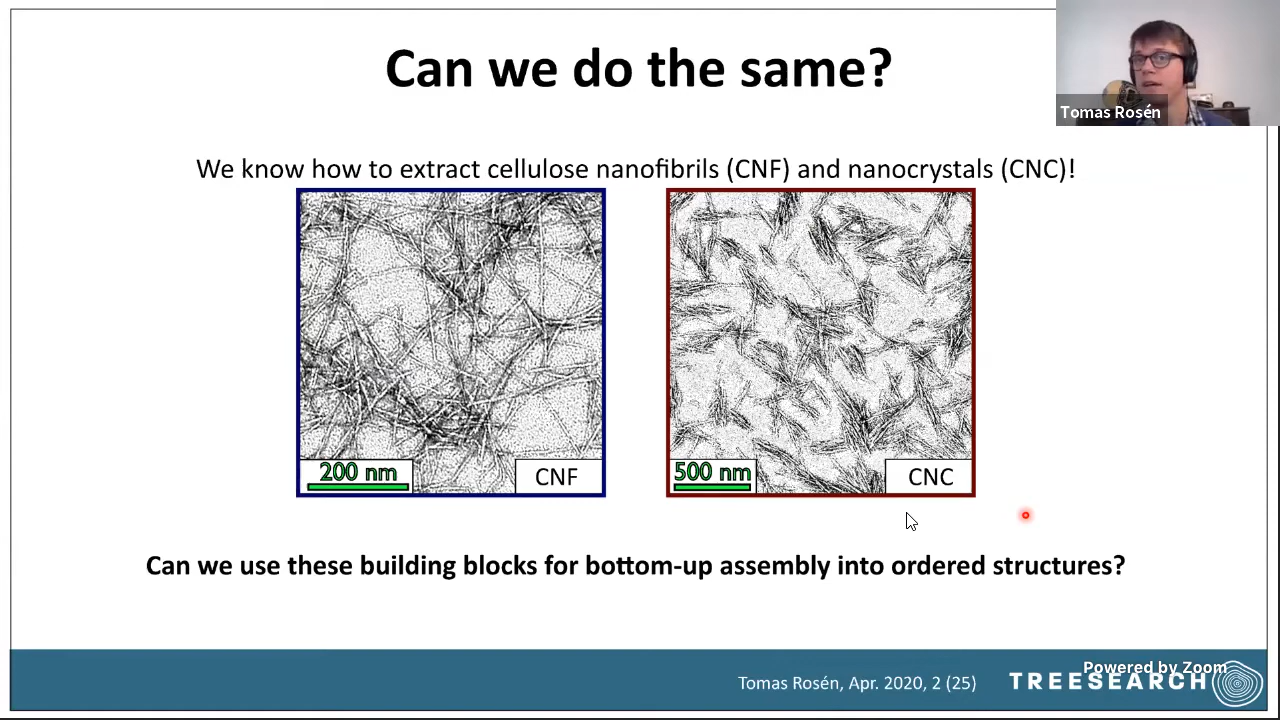 Can we do the same?
Tomas Rosén
We know how to extract cellulose nanofibrils (CNF) and nanocrystals (CNC)!
200 nm
CNF
500 nm
CNC
Can we use these building blocks for bottom-up assembly into ordered structures?
Powered by Zoom
Tomas Rosén, Apr. 2020, 2 (25)
TREESEARCH